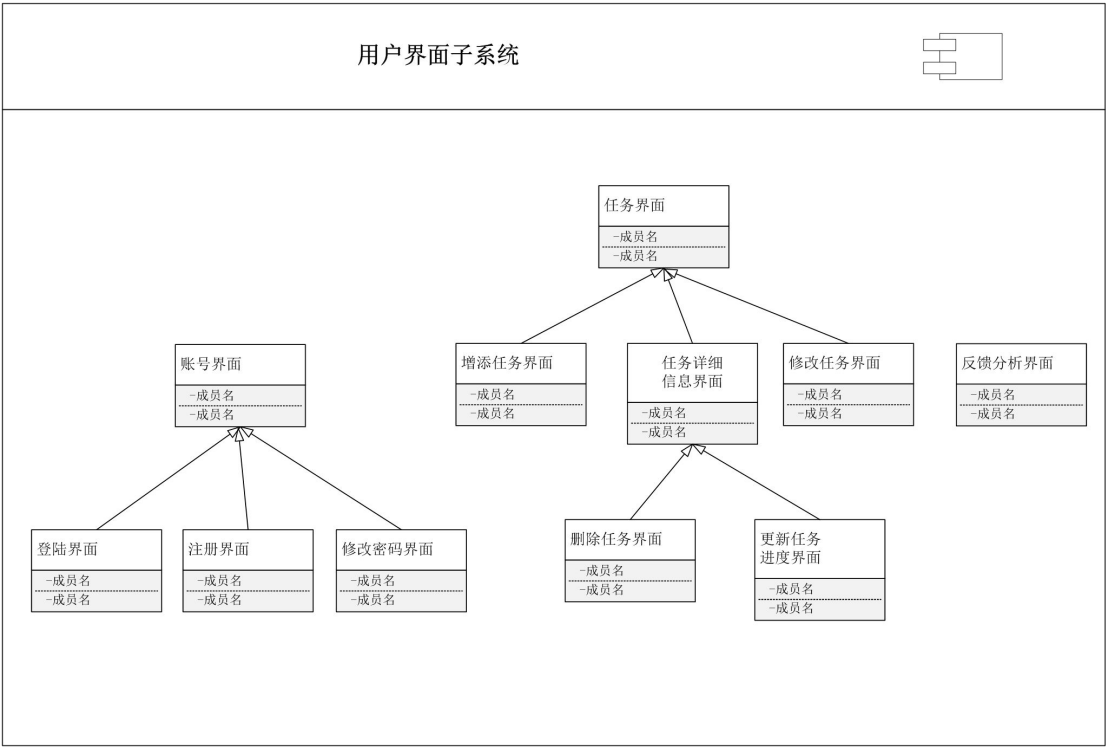 用户界面子系统
任务界面
-成员名
-成员名
账号界面
-成员名
-成员名
增添任务界面
-成员名
-成员名
任务详细
信息界面
-成员名
-成员名
修改任务界面
-成员名
-成员名
反馈分析界面
-成员名
-成员名
登陆界面
-成员名
-成员名
注册界面
-成员名
-成员名
修改密码界面
-成员名
-成员名
删除任务界面
-成员名
-成员名
更新任务
进度界面
-成员名
-成员名